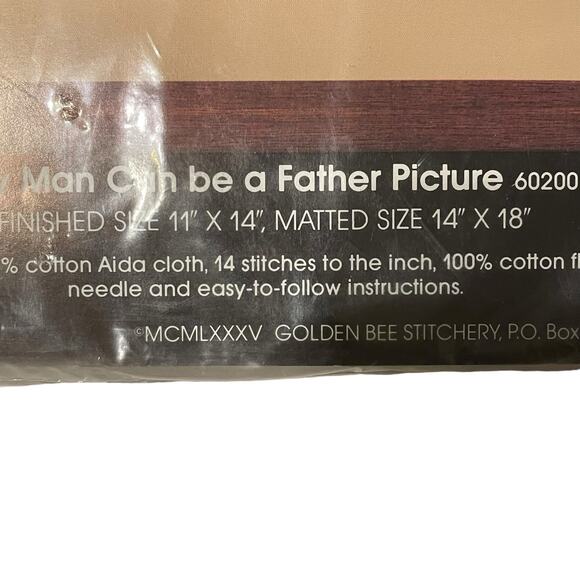 y Man Can be a Father Picture 60200
FINISHED SIZE 11" X 14", MATTED SIZE 14" X 18"
% cotton Aida cloth, 14 stitches to the inch, 100% cotton fl
needle and easy-to-follow instructions.
©MCMLXXXV GOLDEN BEE STITCHERY, P.O. Box